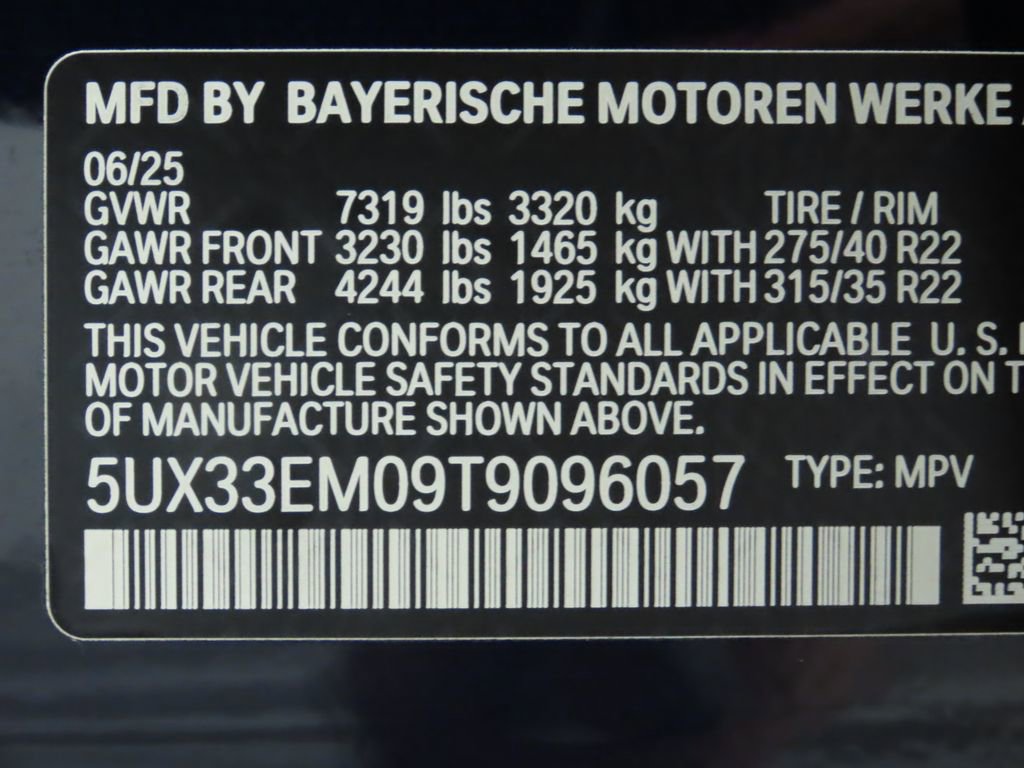 MFD BY BAYERISCHE MOTOREN WERKE
06/25
GVWR 7319 lbs 3320 kg TIRE / RIM
GAWR FRONT 3230 lbs 1465 kg WITH 275/40 R22
GAWR REAR 4244 lbs 1925 kg WITH 315/35 R22
THIS VEHICLE CONFORMS TO ALL APPLICABLE U. S.
MOTOR VEHICLE SAFETY STANDARDS IN EFFECT ON
OF MANUFACTURE SHOWN ABOVE.
5UX33EM09T9096057 TYPE: MPV